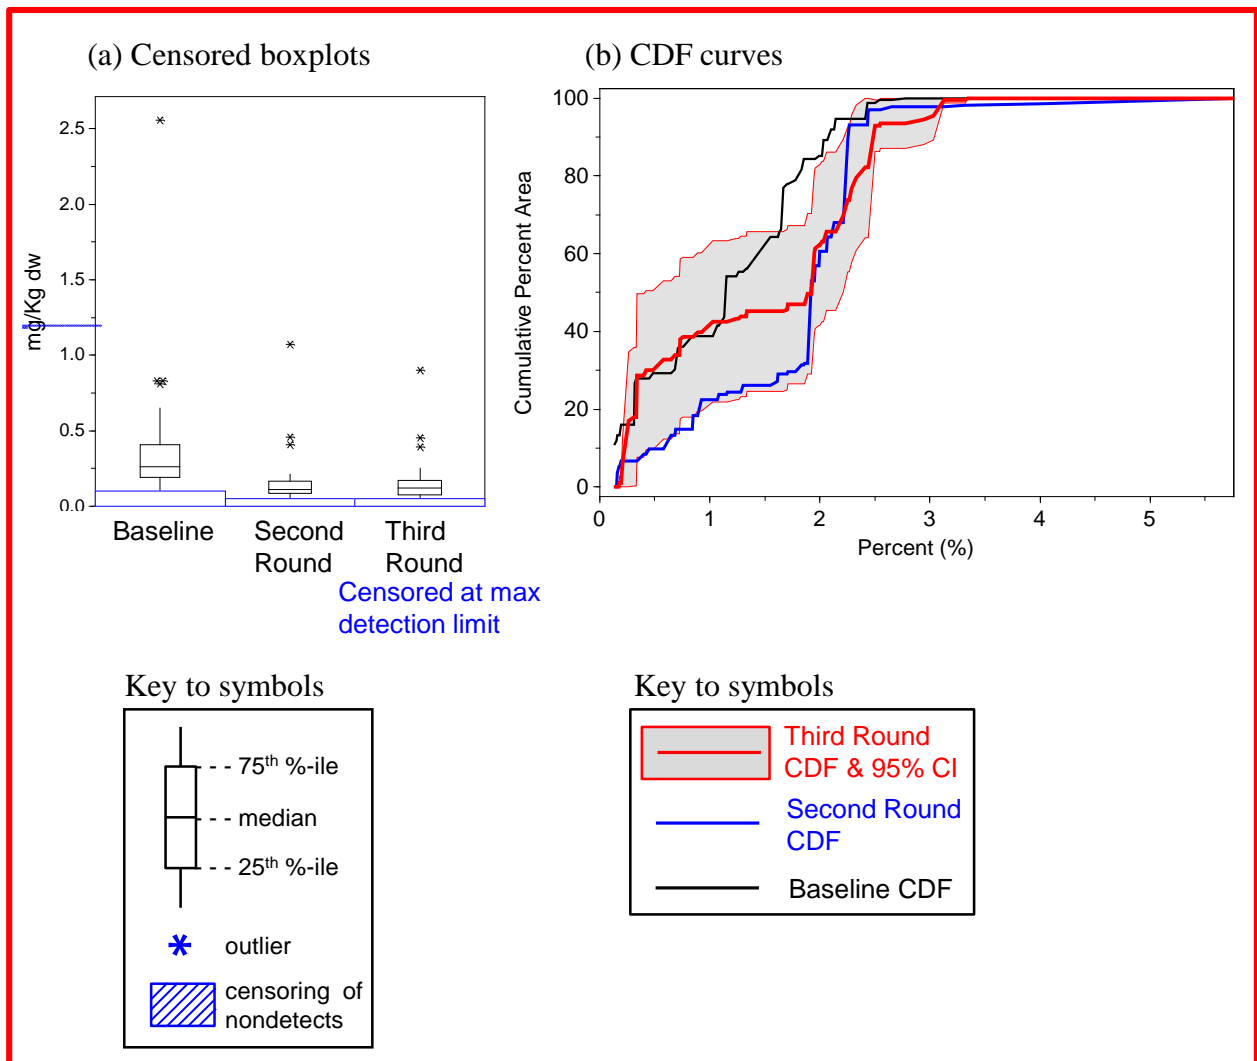 (a) Censored boxplots
(b) CDF curves
mg/Kg dw
2.5
2.0
1.5
1.0
0.5
0.0
Baseline
Second
Round
Third
Round
Censored at max
detection limit
Cumulative Percent Area
100
80
60
40
20
0
0 1 2 3 4 5
Percent (%)
Key to symbols
75th %-ile
median
25th %-ile
outlier
censoring of
nondetects
Key to symbols
Third Round
CDF & 95% CI
Second Round
CDF
Baseline CDF